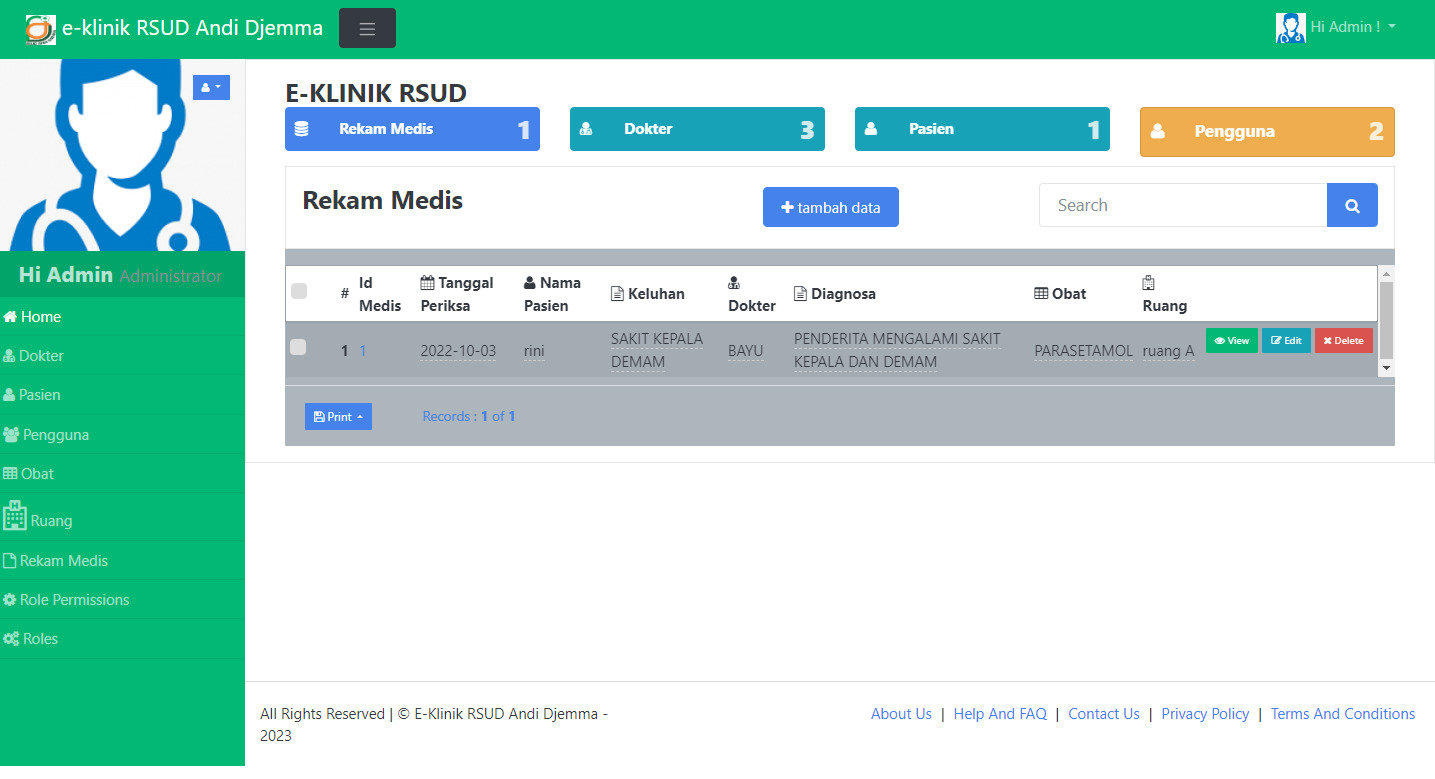 e-klinik RSUD Andi Djemma
Hi Admin !
Hi Admin Administrator
Home
Dokter
Pasien
Pengguna
Obat
Ruang
Rekam Medis
Role Permissions
Roles
E-KLINIK RSUD
Rekam Medis 1
Dokter 3
Pasien 1
Pengguna 2
Rekam Medis
tambah data
Search
# Id Medis Tanggal Periksa Nama Pasien Keluhan Dokter Diagnosa Obat Ruang
1 1 2022-10-03 rini SAKIT KEPALA DEMAM BAYU PENDERITA MENGALAMI SAKIT KEPALA DAN DEMAM PARASETAMOL ruang A View Edit Delete
Print
Records : 1 of 1
All Rights Reserved | © E-Klinik RSUD Andi Djemma -
2023
About Us | Help And FAQ | Contact Us | Privacy Policy | Terms And Conditions